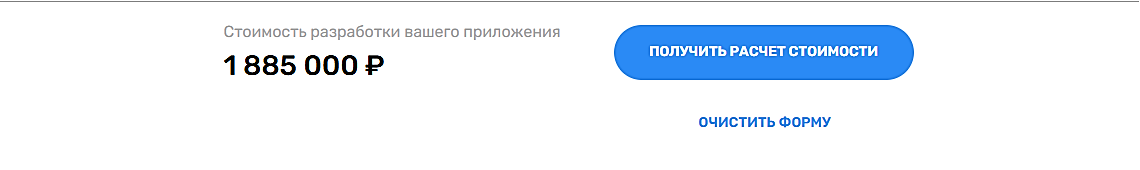 Стоимость разработки вашего приложения
1 885 000 ₽
ПОЛУЧИТЬ РАСЧЕТ СТОИМОСТИ
ОЧИСТИТЬ ФОРМУ